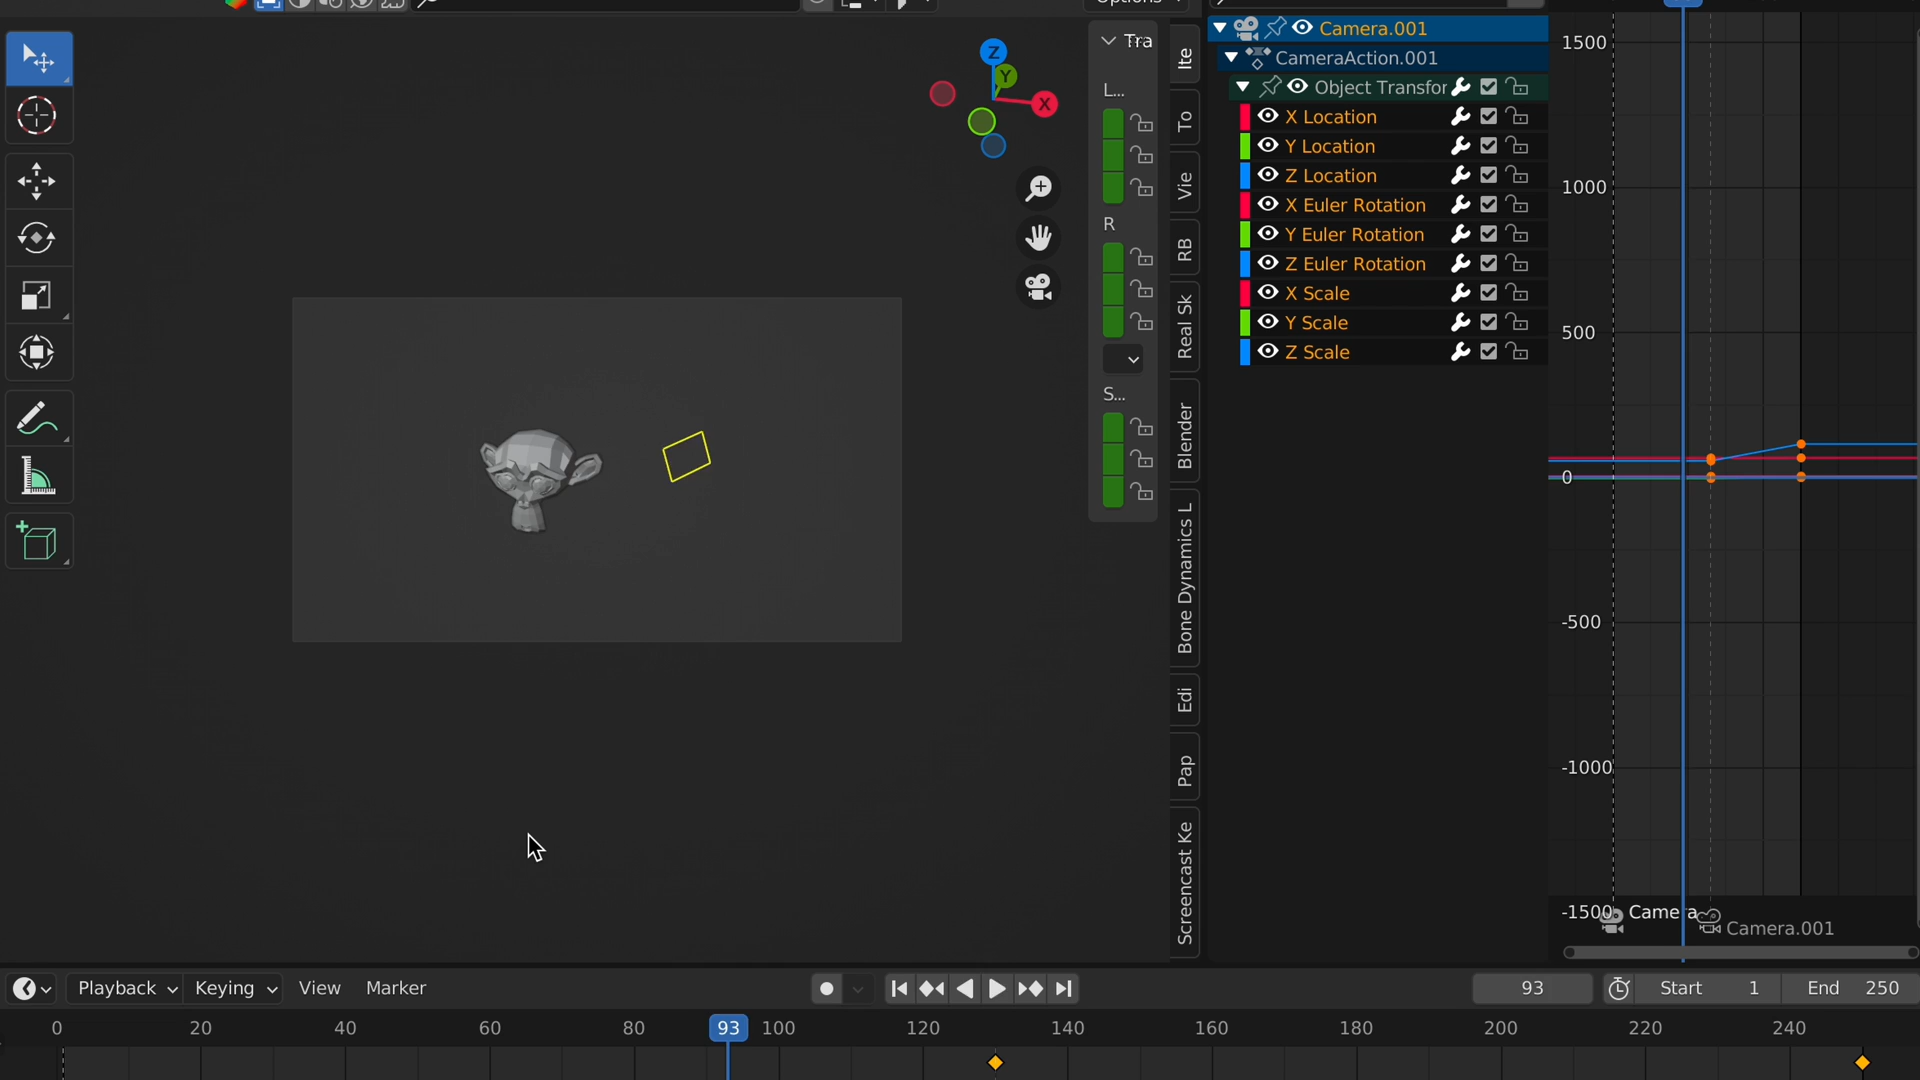 Options
Z
Y
X
Tra
L...
R
S...
Ite
To
Vie
RB
Real Sk
Blender
Bone Dynamics L
Edi
Pap
Screencast Ke
Camera.001
CameraAction.001
Object Transfor
X Location
Y Location
Z Location
X Euler Rotation
Y Euler Rotation
Z Euler Rotation
X Scale
Y Scale
Z Scale
1500
1000
500
0
-500
-1000
-1500
Camera
Camera.001
Playback
Keying
View
Marker
93
Start 1
End 250
0 20 40 60 80 93 100 120 140 160 180 200 220 240